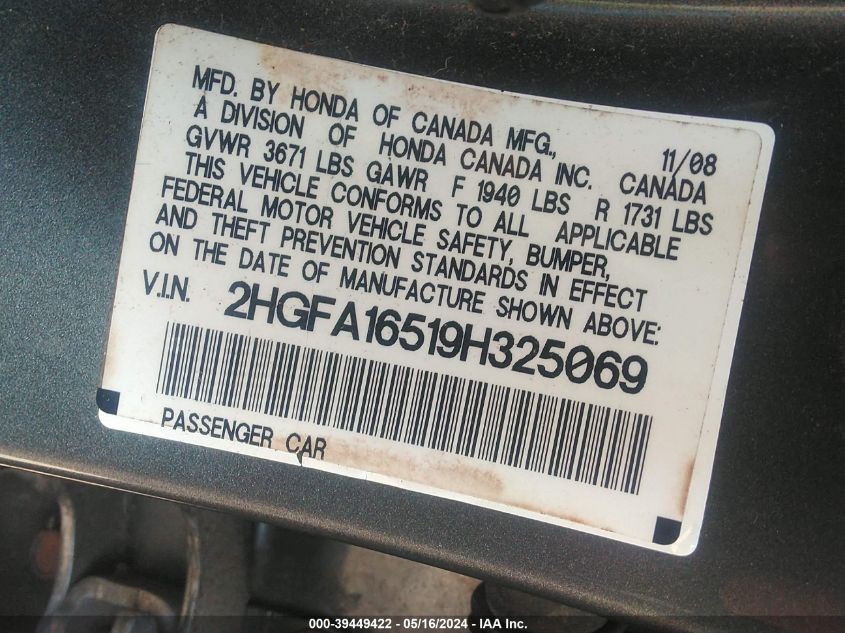 MFD. BY HONDA OF CANADA MFG., 11/08
A DIVISION OF HONDA CANADA INC. CANADA
GVWR 3671 LBS GAWR F 1940 LBS R 1731 LBS
THIS VEHICLE CONFORMS TO ALL APPLICABLE
FEDERAL MOTOR VEHICLE SAFETY, BUMPER,
AND THEFT PREVENTION STANDARDS IN EFFECT
ON THE DATE OF MANUFACTURE SHOWN ABOVE:
V.I.N. 2HGFA16519H325069
PASSENGER CAR
000-39449422 - 05/16/2024 - IAA Inc.